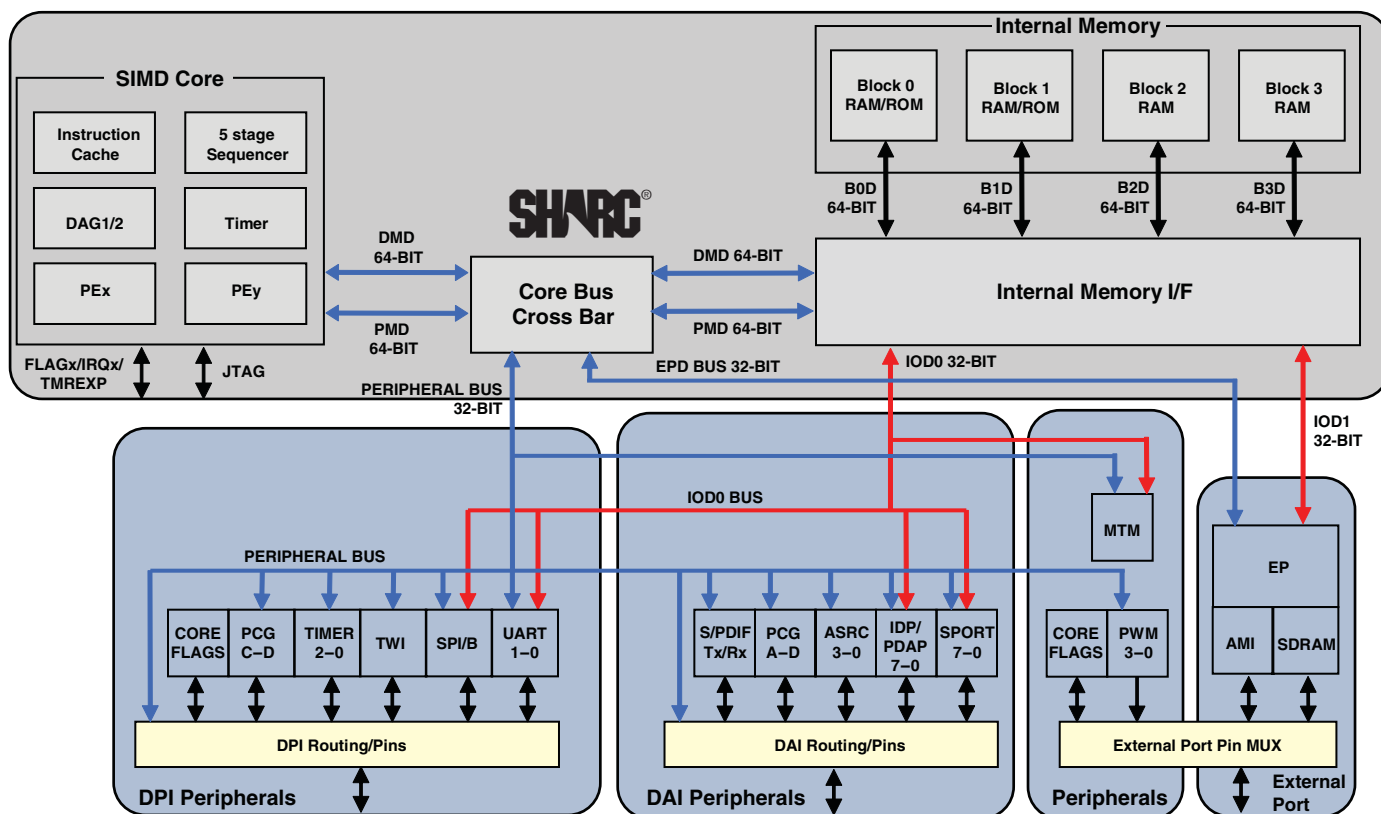 Internal Memory
SIMD Core
Block 0
RAM/ROM
Block 1
RAM/ROM
Block 2
RAM
Block 3
RAM
Instruction
Cache
5 stage
Sequencer
DAG1/2
Timer
PEx
PEy
SHARC®
B0D
64-BIT
B1D
64-BIT
B2D
64-BIT
B3D
64-BIT
DMD
64-BIT
PMD
64-BIT
Core Bus
Cross Bar
DMD 64-BIT
PMD 64-BIT
Internal Memory I/F
FLAGx/IRQx/
TMREXP
JTAG
PERIPHERAL BUS
32-BIT
EPD BUS 32-BIT
IOD0 32-BIT
IOD1
32-BIT
IOD0 BUS
PERIPHERAL BUS
MTM
EP
AMI
SDRAM
CORE
FLAGS
PCG
C–D
TIMER
2–0
TWI
SPI/B
UART
1–0
S/PDIF
Tx/Rx
PCG
A–D
ASRC
3–0
IDP/
PDAP
7–0
SPORT
7–0
CORE
FLAGS
PWM
3–0
DPI Routing/Pins
DAI Routing/Pins
External Port Pin MUX
DPI Peripherals
DAI Peripherals
Peripherals
External
Port